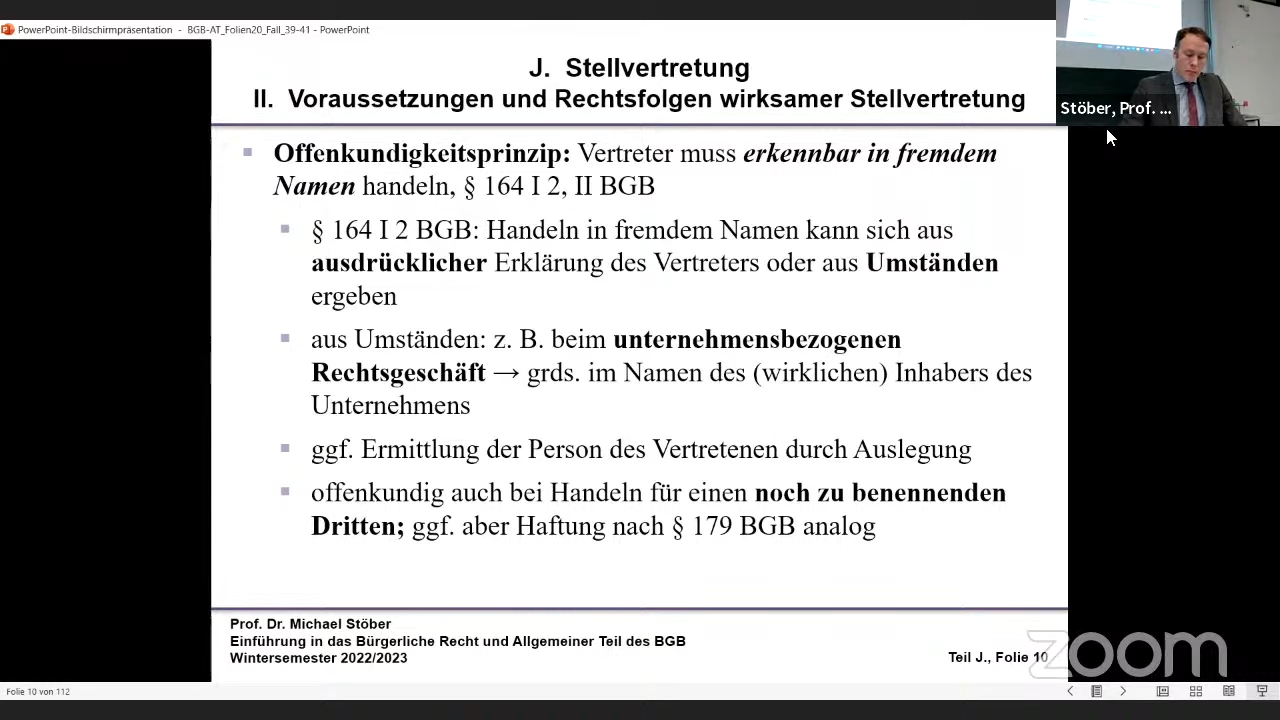 PowerPoint-Bildschirmpräsentation - BGB-AT_Folien20_Fall_39-41 - PowerPoint
Stöber, Prof. ...
J. Stellvertretung
II. Voraussetzungen und Rechtsfolgen wirksamer Stellvertretung
Offenkundigkeitsprinzip: Vertreter muss erkennbar in fremdem
Namen handeln, § 164 I 2, II BGB
§ 164 I 2 BGB: Handeln in fremdem Namen kann sich aus
ausdrücklicher Erklärung des Vertreters oder aus Umständen
ergeben
aus Umständen: z. B. beim unternehmensbezogenen
Rechtsgeschäft → grds. im Namen des (wirklichen) Inhabers des
Unternehmens
ggf. Ermittlung der Person des Vertretenen durch Auslegung
offenkundig auch bei Handeln für einen noch zu benennenden
Dritten; ggf. aber Haftung nach § 179 BGB analog
Prof. Dr. Michael Stöber
Einführung in das Bürgerliche Recht und Allgemeiner Teil des BGB
Wintersemester 2022/2023
Teil J., Folie 10
zoom
Folie 10 von 112